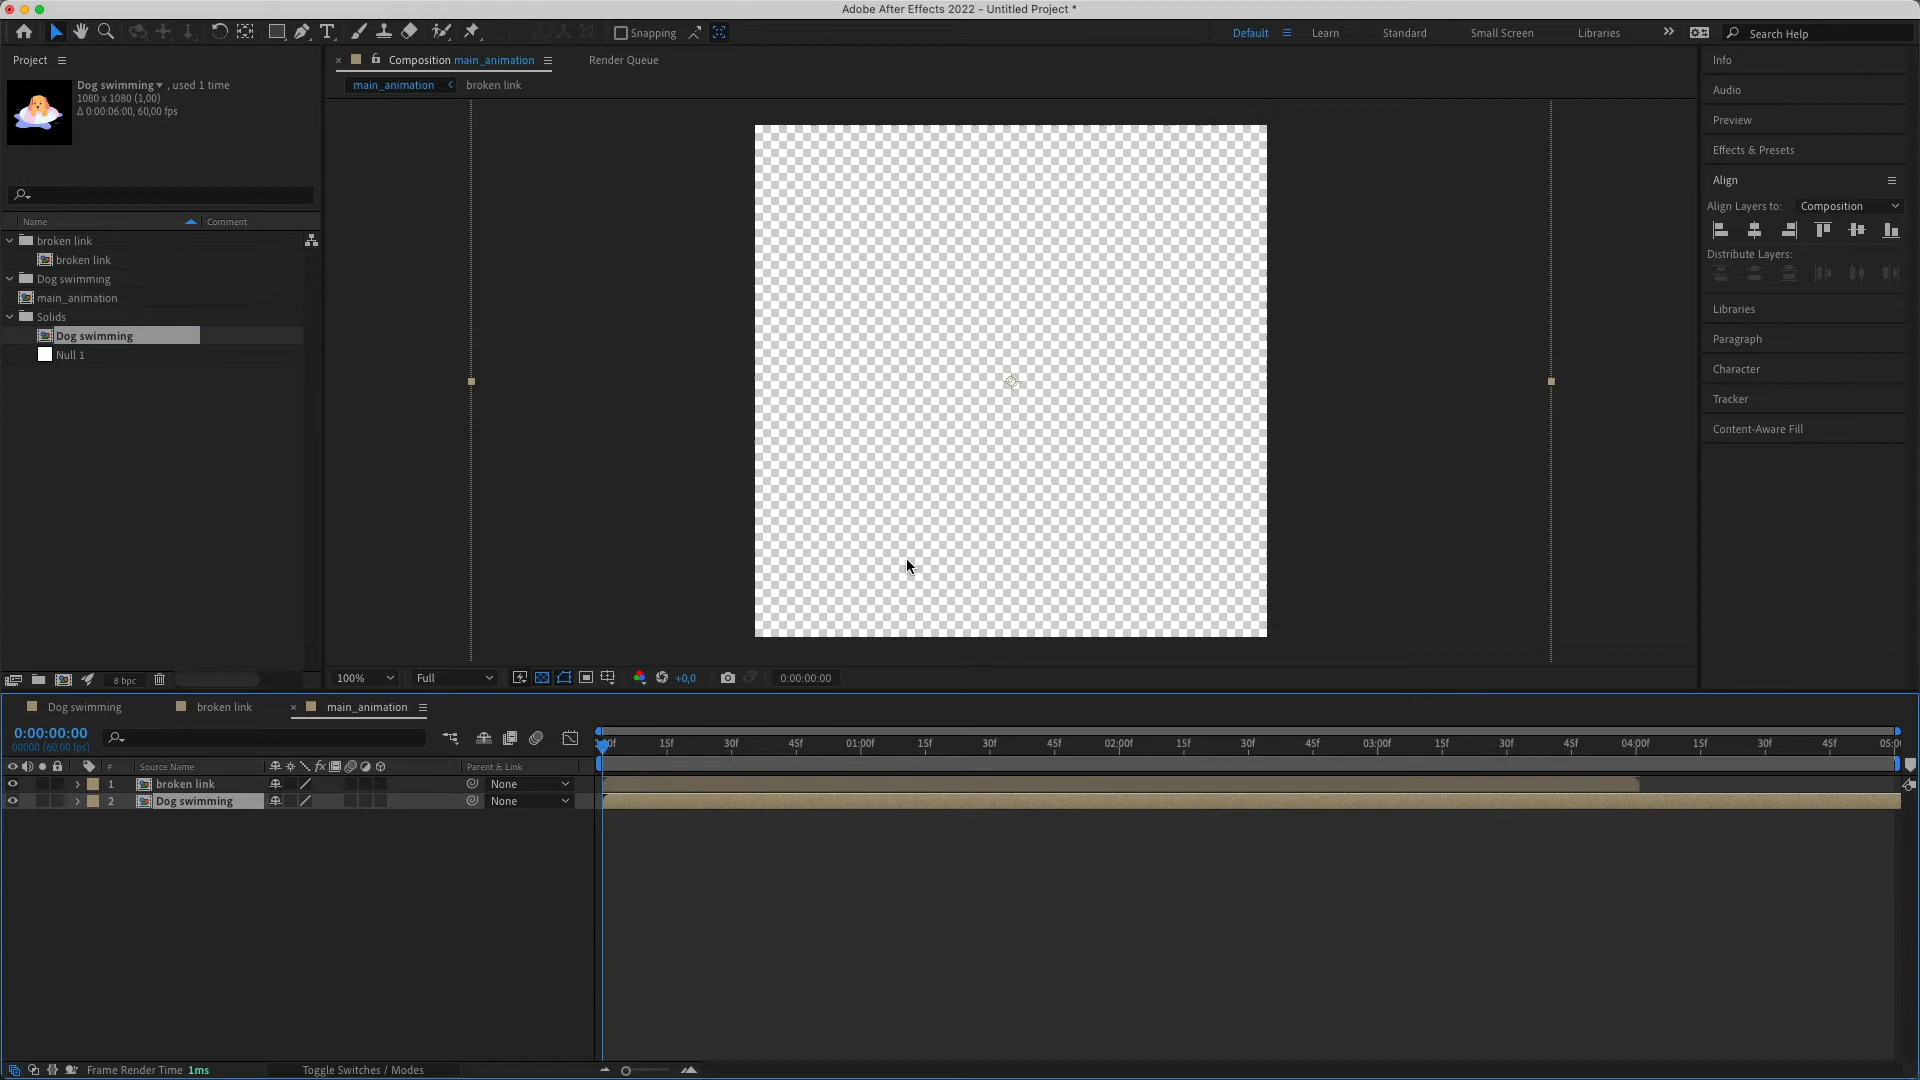 Adobe After Effects 2022 - Untitled Project *
Snapping
Default
Learn
Standard
Small Screen
Libraries
Search Help
Project
Dog swimming , used 1 time
1080 x 1080 (1,00)
Δ 0:00:06:00, 60,00 fps
Name
Comment
broken link
broken link
Dog swimming
main_animation
Solids
Dog swimming
Null 1
8 bpc
Composition main_animation
Render Queue
main_animation
broken link
100%
Full
+0,0
0:00:00:00
Info
Audio
Preview
Effects & Presets
Align
Align Layers to:
Composition
Distribute Layers:
Libraries
Paragraph
Character
Tracker
Content-Aware Fill
Dog swimming
broken link
main_animation
0:00:00:00
00000 (60.00 fps)
15f 30f 45f 01:00f 15f 30f 45f 02:00f 15f 30f 45f 03:00f 15f 30f 45f 04:00f 15f 30f 45f
# Source Name
Parent & Link
1 broken link None
2 Dog swimming None
Frame Render Time 1ms
Toggle Switches / Modes